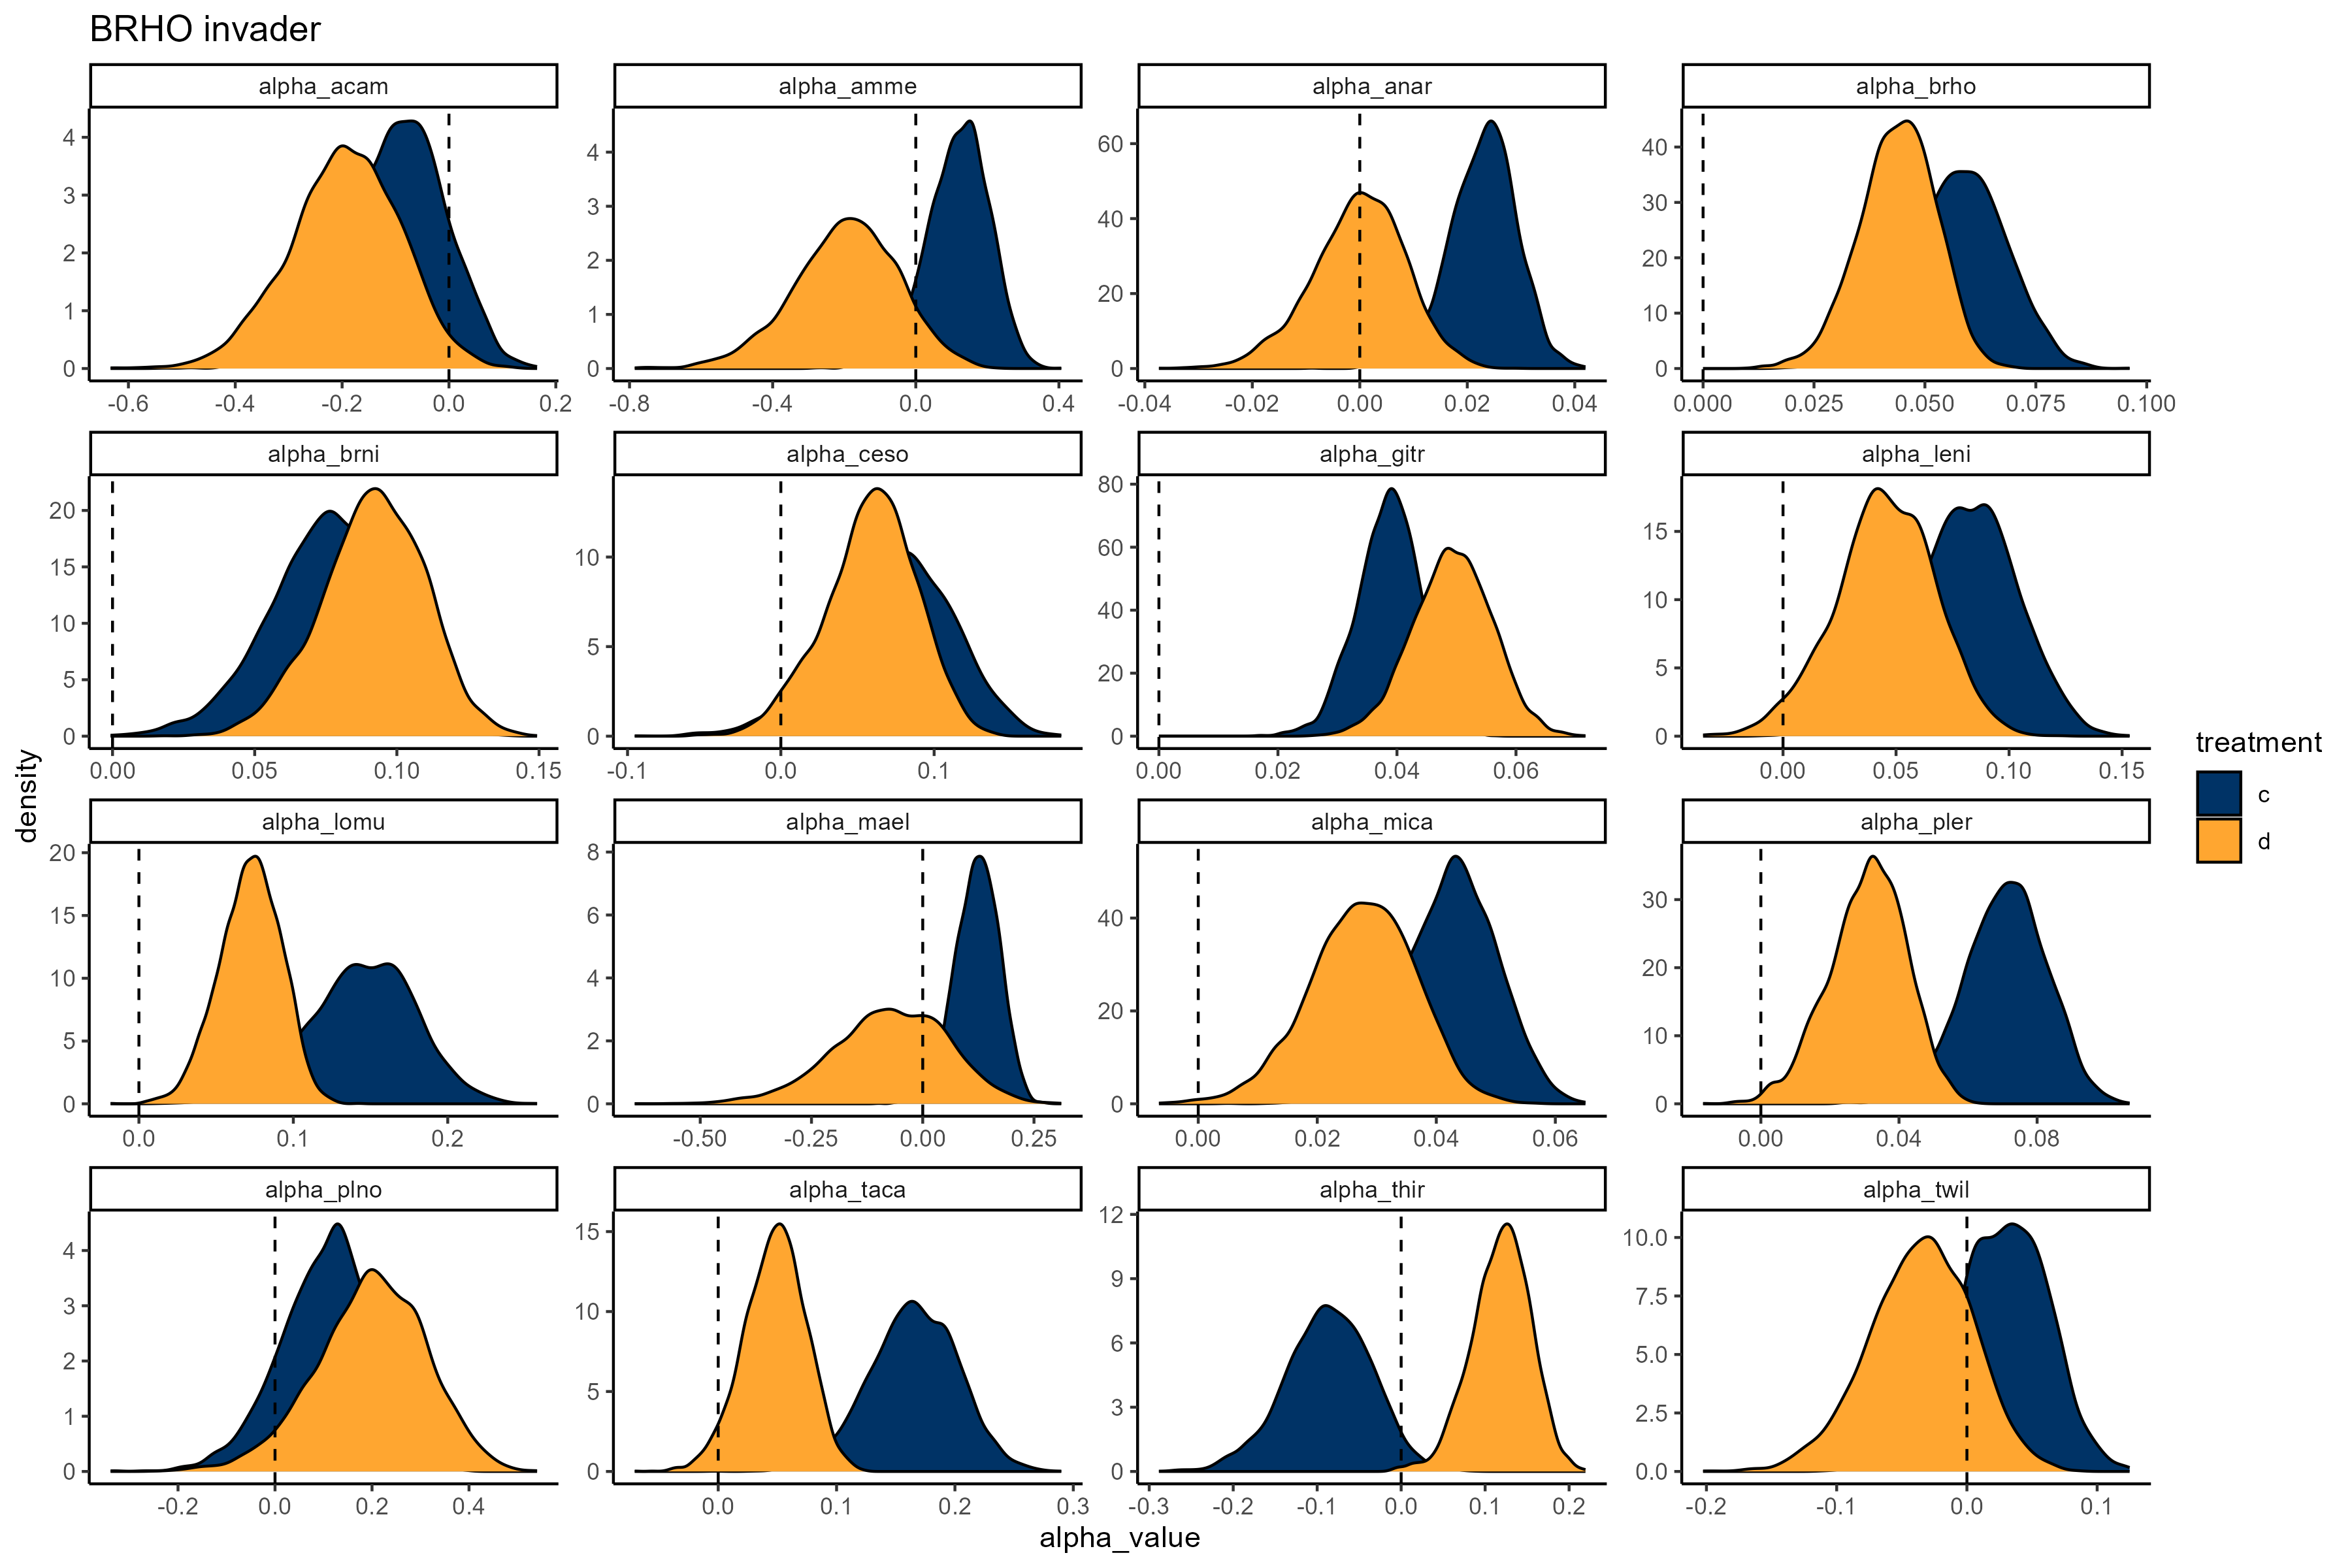 BRHO invader
alpha_acam
alpha_amme
alpha_anar
alpha_brho
4
3
2
1
0
-0.6 -0.4 -0.2 0.0 0.2
4
3
2
1
0
-0.8 -0.4 0.0 0.4
60
40
20
0
-0.04 -0.02 0.00 0.02 0.04
40
30
20
10
0
0.000 0.025 0.050 0.075 0.100
alpha_brni
alpha_ceso
alpha_gitr
alpha_leni
20
15
10
5
0
0.00 0.05 0.10 0.15
10
5
0
-0.1 0.0 0.1
80
60
40
20
0
0.00 0.02 0.04 0.06
15
10
5
0
0.00 0.05 0.10 0.15
density
treatment
c
d
alpha_lomu
alpha_mael
alpha_mica
alpha_pler
20
15
10
5
0
0.0 0.1 0.2
8
6
4
2
0
-0.50 -0.25 0.00 0.25
40
20
0
0.00 0.02 0.04 0.06
30
20
10
0
0.00 0.04 0.08
alpha_plno
alpha_taca
alpha_thir
alpha_twil
4
3
2
1
0
-0.2 0.0 0.2 0.4
15
10
5
0
0.0 0.1 0.2 0.3
12
9
6
3
0
-0.3 -0.2 -0.1 0.0 0.1 0.2
10.0
7.5
5.0
2.5
0.0
-0.2 -0.1 0.0 0.1
alpha_value